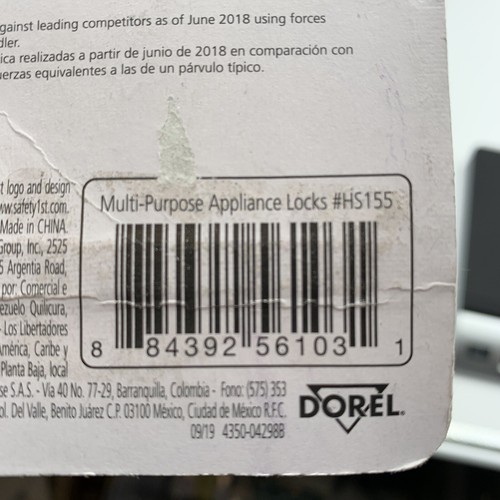 gainst leading competitors as of June 2018 using forces
dler.
ica realizadas a partir de junio de 2018 en comparación con
uerzas equivalentes a las de un párvulo típico.
t logo and design
ww.safety1st.com.
Made in CHINA.
Group, Inc., 2525
5 Argentia Road,
por: Comercial e
ezuelo Quilicura,
- Los Libertadores
América, Caribe y
Planta Baja, local
se S.A.S. - Vía 40 No. 77-29, Barranquilla, Colombia - Fono: (575) 353
ol. Del Valle, Benito Juárez C.P. 03100 México, Ciudad de México R.F.C.
09/19 4350-0429BB
Multi-Purpose Appliance Locks #HS155
8 84392 56103 1
DOREL.